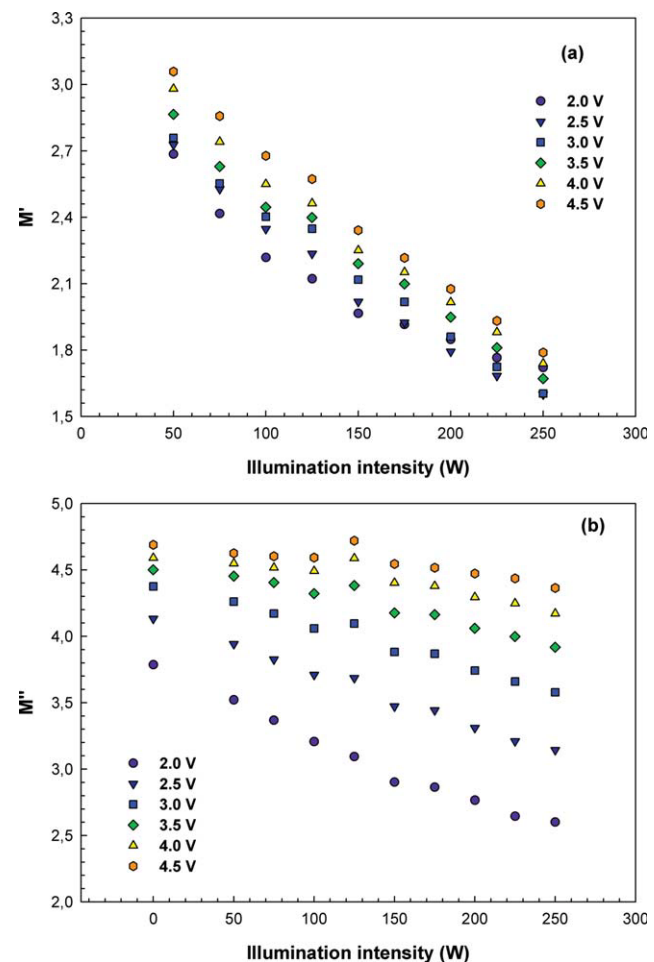 3,3
3,0
2,7
2,4
2,1
1,8
1,5
M'
(a)
2.0 V
2.5 V
3.0 V
3.5 V
4.0 V
4.5 V
0 50 100 150 200 250 300
Illumination intensity (W)
5,0
4,5
4,0
3,5
3,0
2,5
2,0
M"
(b)
2.0 V
2.5 V
3.0 V
3.5 V
4.0 V
4.5 V
0 50 100 150 200 250 300
Illumination intensity (W)